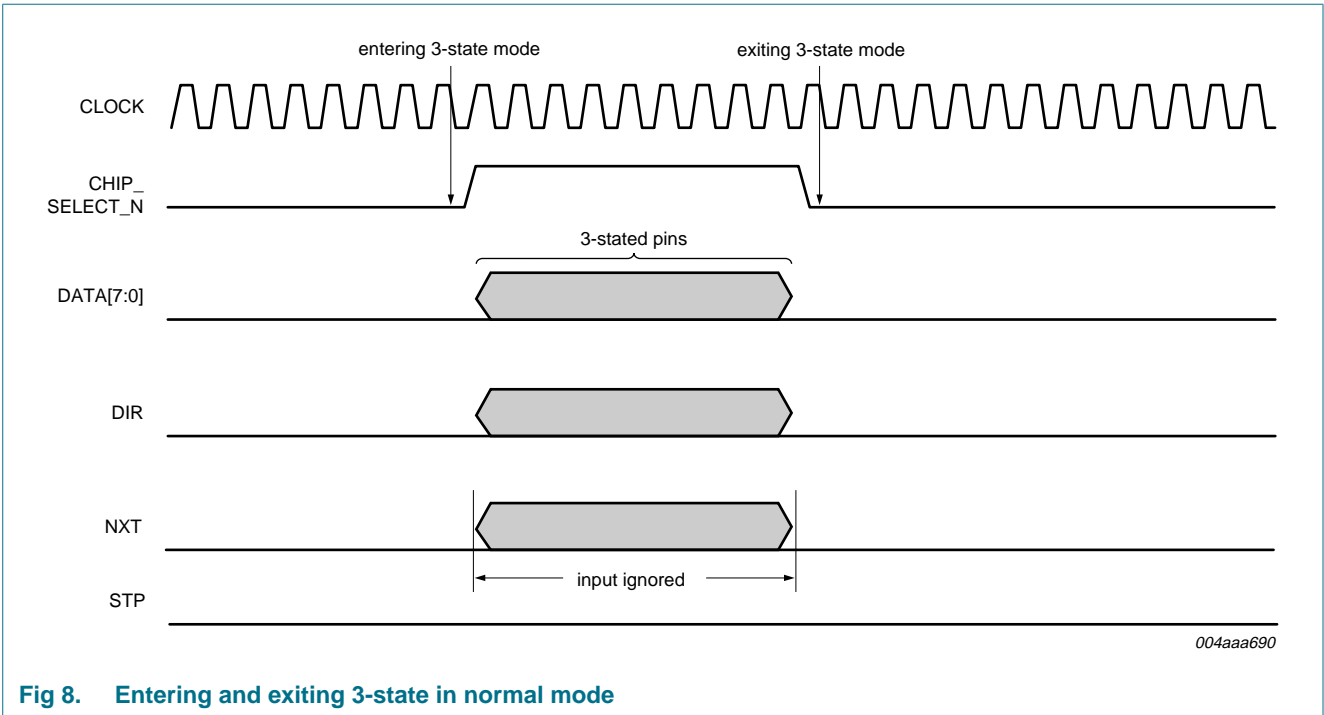 entering 3-state mode
exiting 3-state mode
CLOCK
CHIP_
SELECT_N
3-stated pins
DATA[7:0]
DIR
NXT
input ignored
STP
004aaa690
Fig 8. Entering and exiting 3-state in normal mode